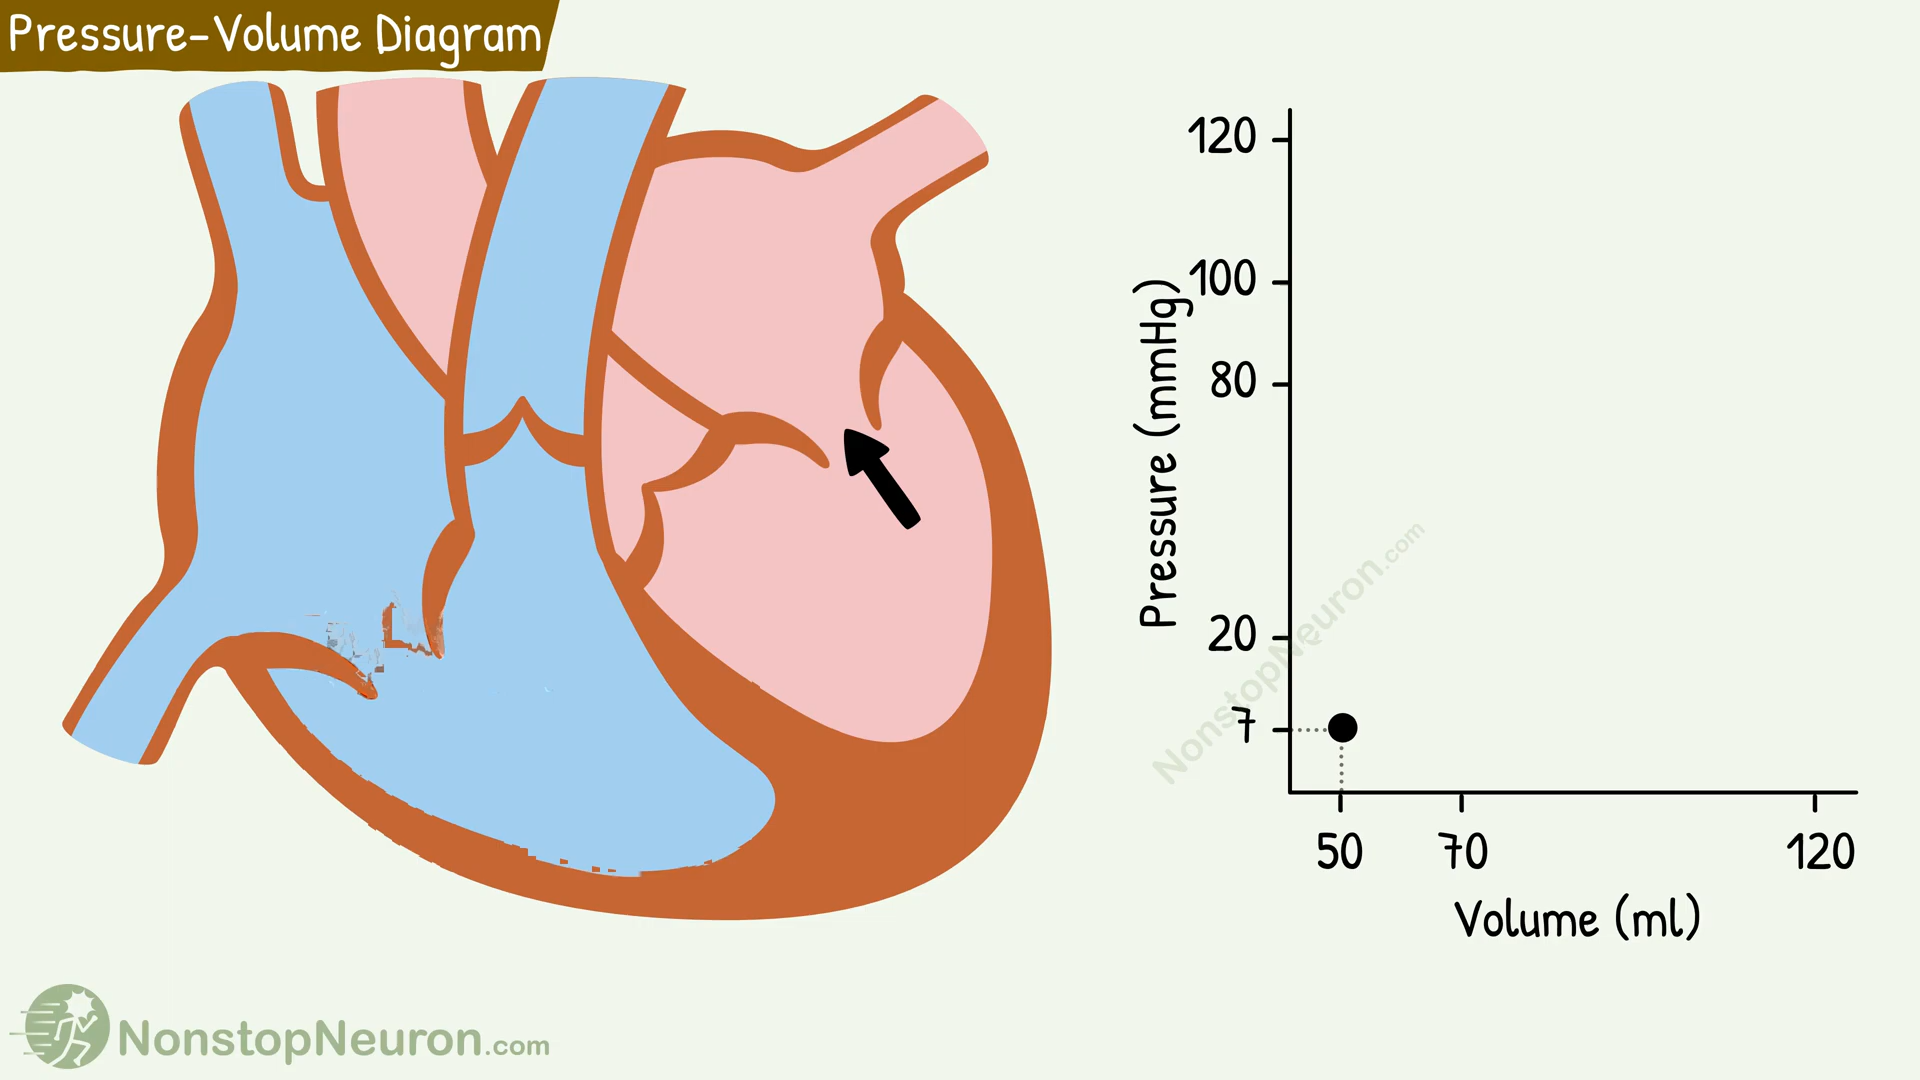 Pressure-Volume Diagram
120
100
80
20
7
Pressure (mmHg)
50 70 120
Volume (ml)
NonstopNeuron.com
NonstopNeuron.com